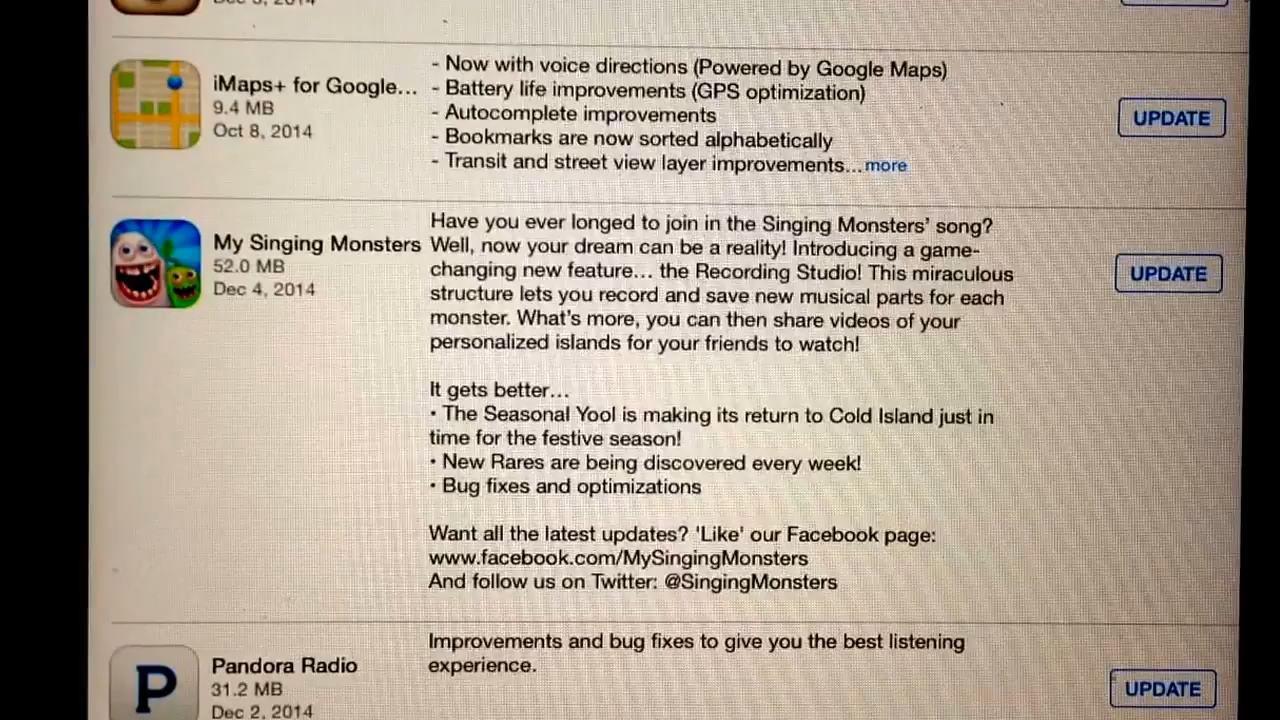 iMaps+ for Google...
9.4 MB
Oct 8, 2014
- Now with voice directions (Powered by Google Maps)
- Battery life improvements (GPS optimization)
- Autocomplete improvements
- Bookmarks are now sorted alphabetically
- Transit and street view layer improvements...more
UPDATE
My Singing Monsters
52.0 MB
Dec 4, 2014
Have you ever longed to join in the Singing Monsters' song?
Well, now your dream can be a reality! Introducing a game-
changing new feature... the Recording Studio! This miraculous
structure lets you record and save new musical parts for each
monster. What's more, you can then share videos of your
personalized islands for your friends to watch!
It gets better...
• The Seasonal Yool is making its return to Cold Island just in
time for the festive season!
• New Rares are being discovered every week!
• Bug fixes and optimizations
Want all the latest updates? 'Like' our Facebook page:
www.facebook.com/MySingingMonsters
And follow us on Twitter: @SingingMonsters
UPDATE
P
Pandora Radio
31.2 MB
Dec 2, 2014
Improvements and bug fixes to give you the best listening
experience.
UPDATE